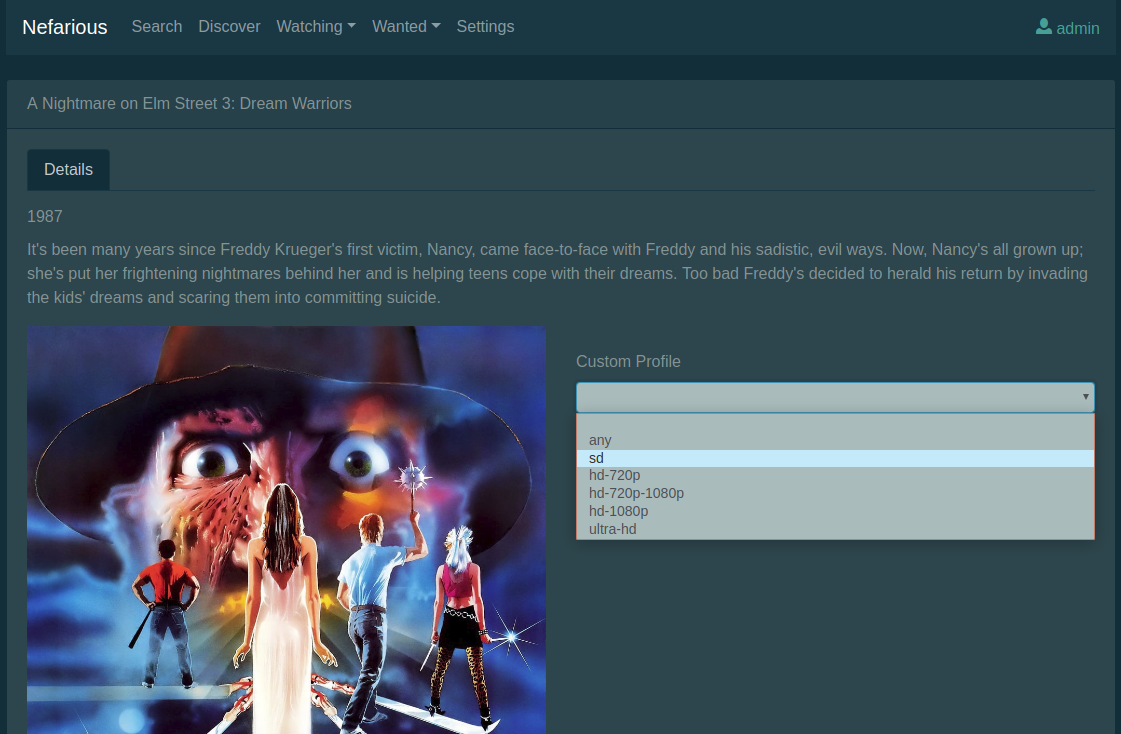 Nefarious Search Discover Watching Wanted Settings admin
A Nightmare on Elm Street 3: Dream Warriors
Details
1987
It's been many years since Freddy Krueger's first victim, Nancy, came face-to-face with Freddy and his sadistic, evil ways. Now, Nancy's all grown up;
she's put her frightening nightmares behind her and is helping teens cope with their dreams. Too bad Freddy's decided to herald his return by invading
the kids' dreams and scaring them into committing suicide.
Custom Profile
any
sd
hd-720p
hd-720p-1080p
hd-1080p
ultra-hd